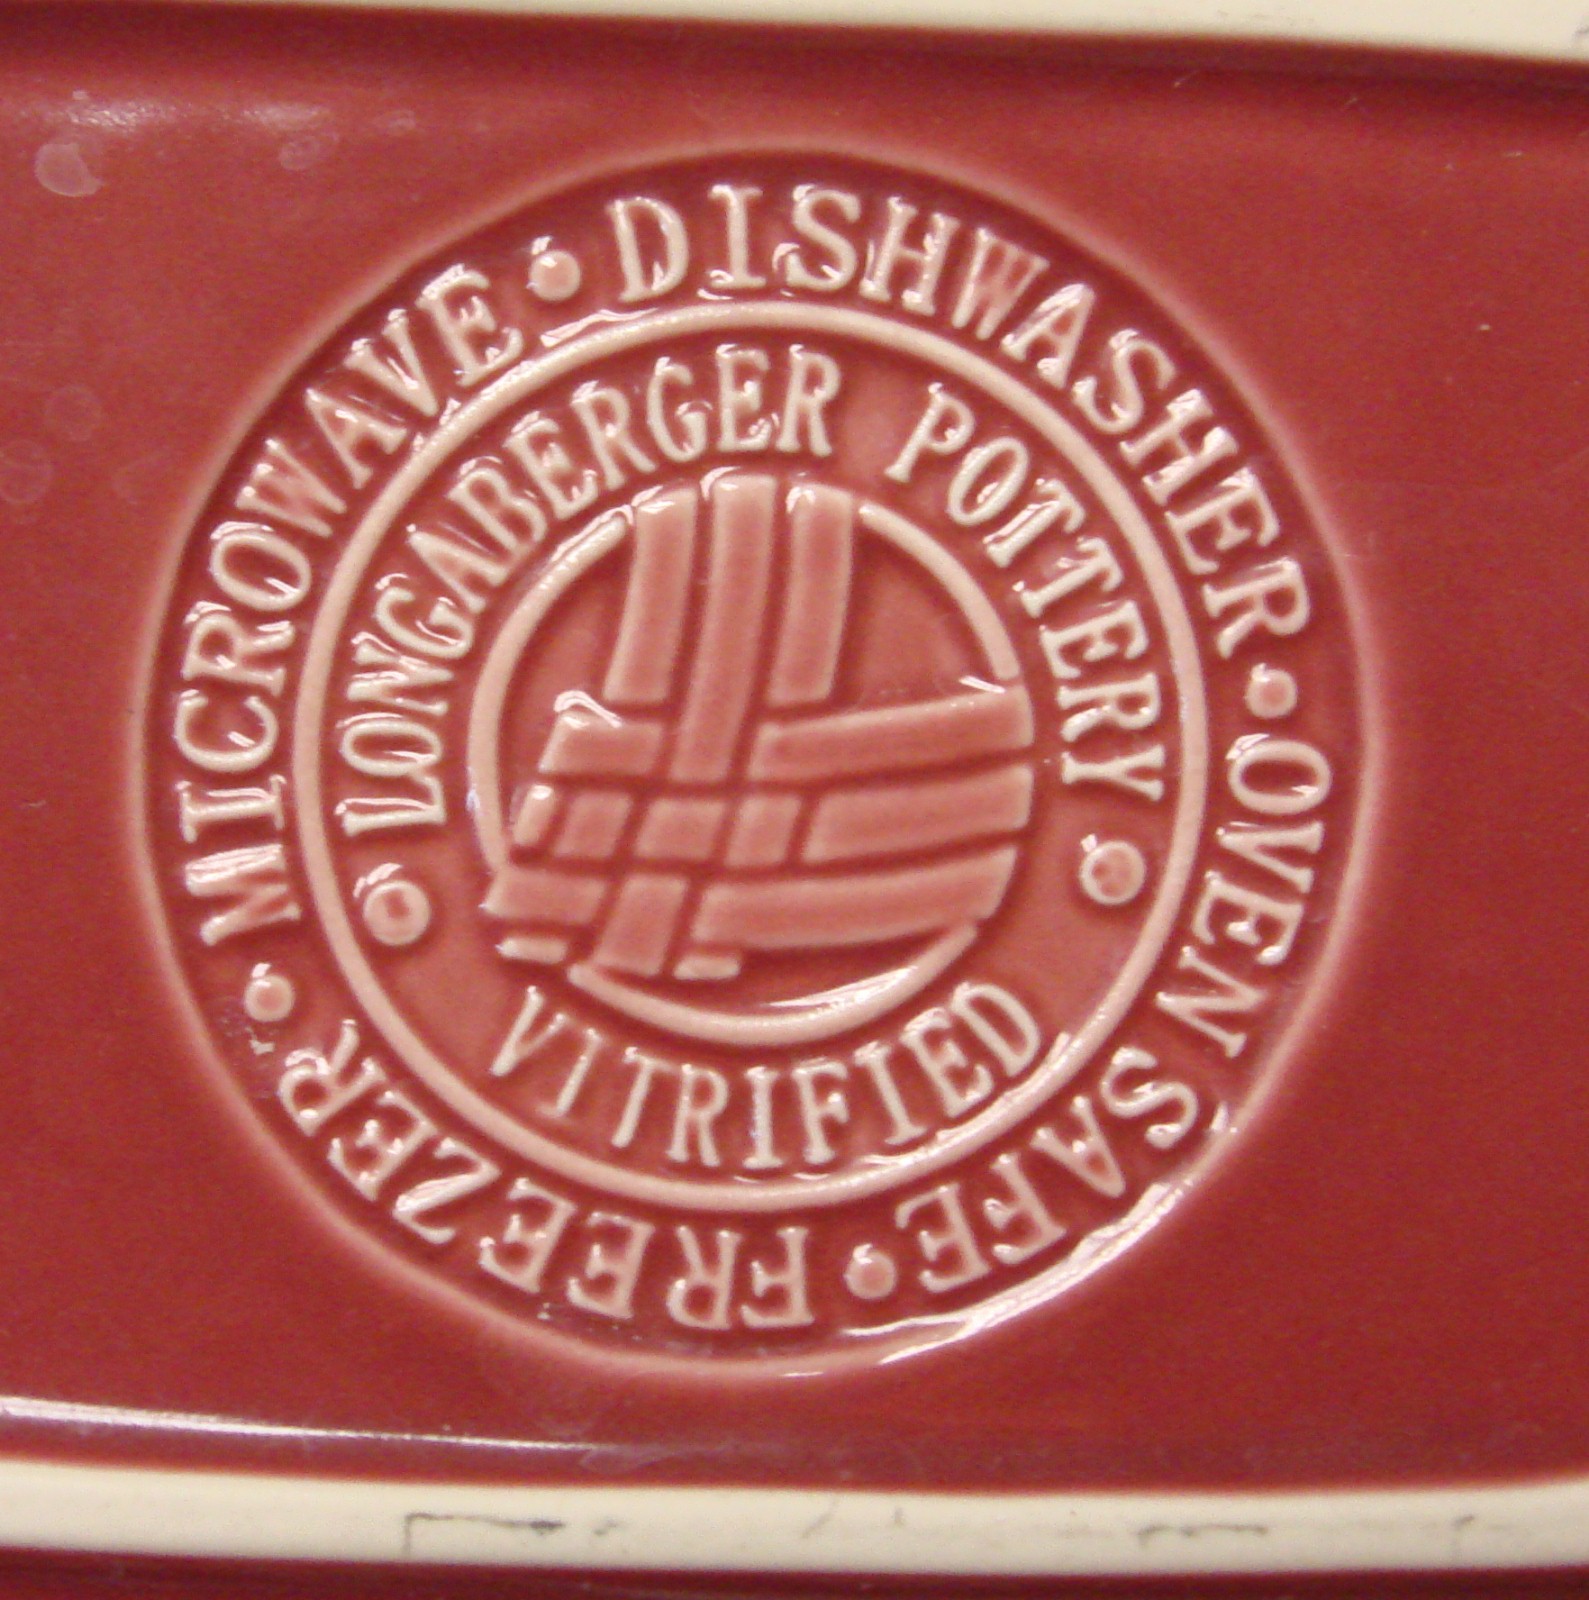 • MICROWAVE • DISHWASHER • OVEN SAFE • FREEZER
• LONGABERGER POTTERY •
VITRIFIED